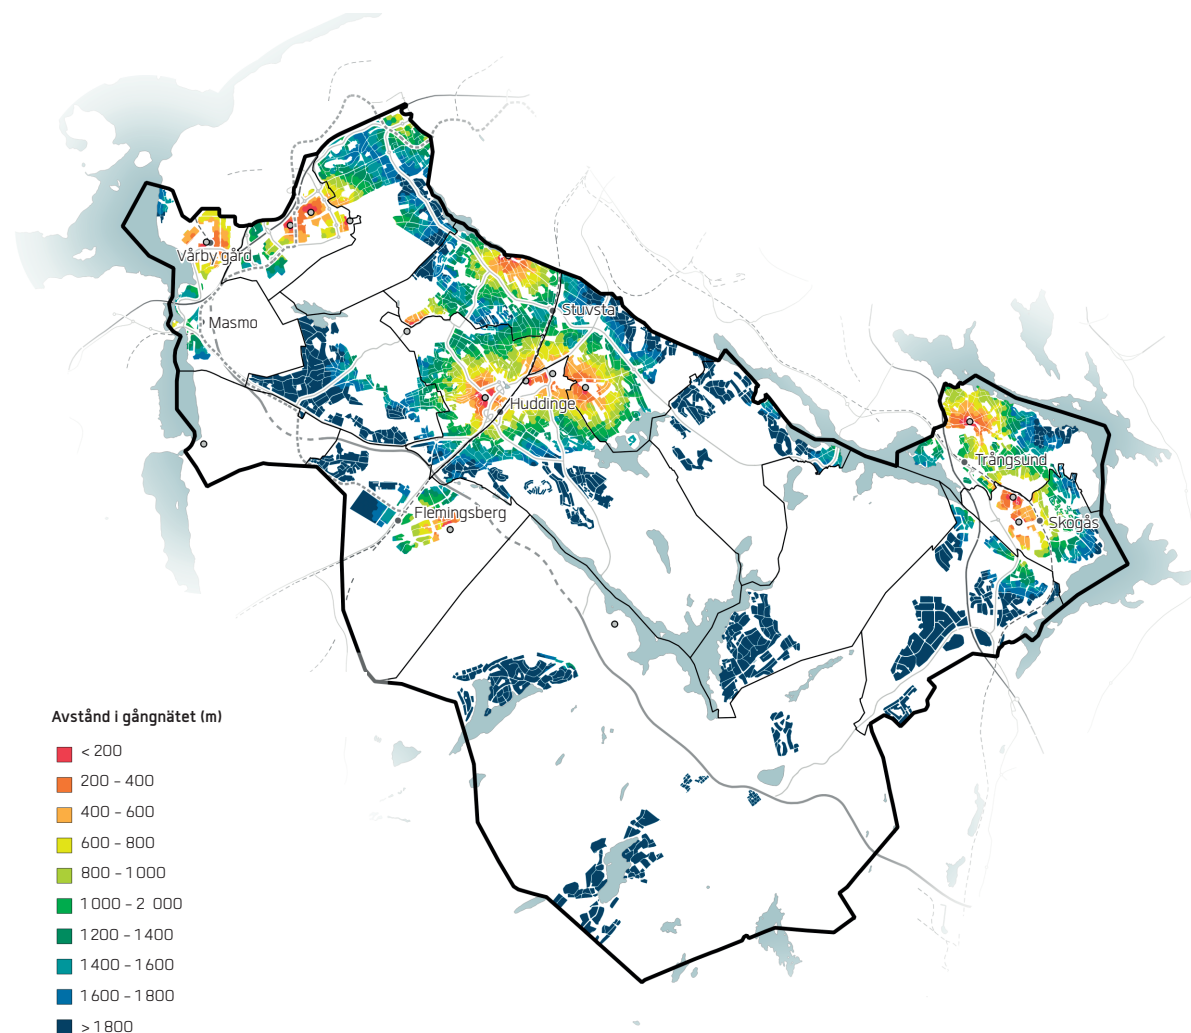 Vårby gård
Masmo
Stuvsta
Huddinge
Trångsund
Skogås
Flemingsberg
Avstånd i gångnätet (m)
< 200
200 – 400
400 – 600
600 – 800
800 – 1000
1000 – 2 000
1200 – 1400
1400 – 1600
1600 – 1800
> 1800